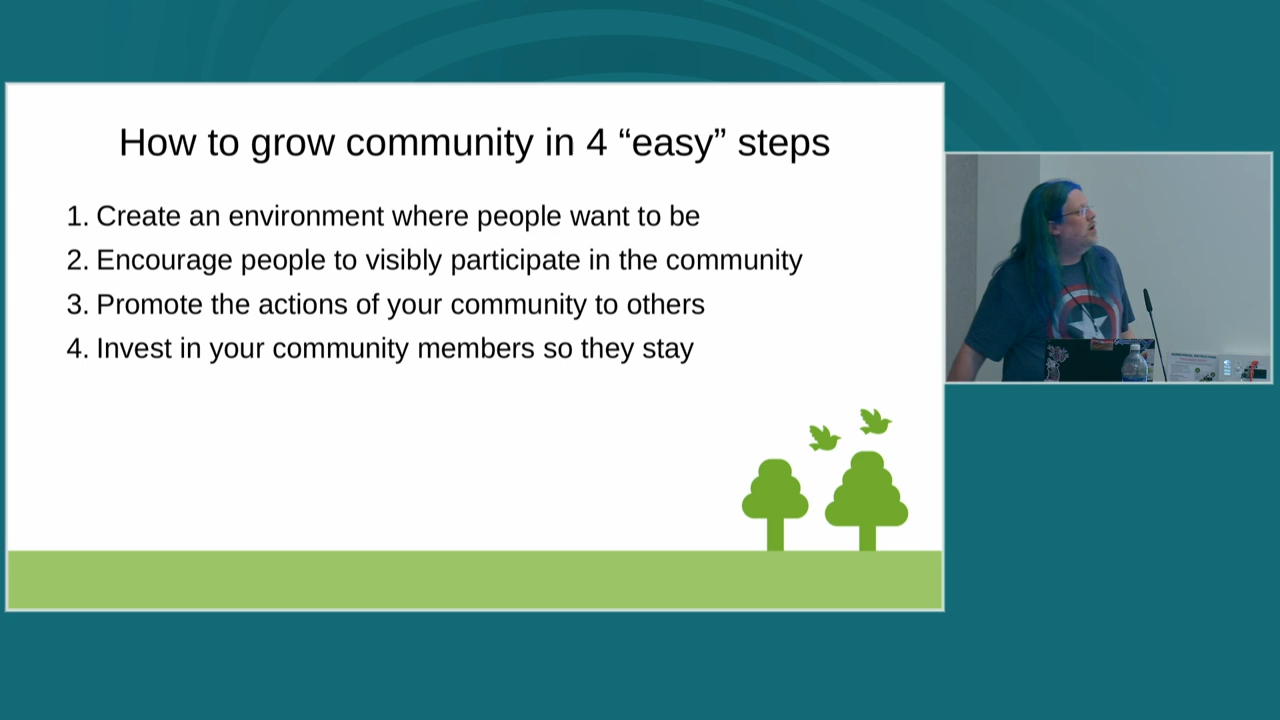 How to grow community in 4 “easy” steps
1. Create an environment where people want to be
2. Encourage people to visibly participate in the community
3. Promote the actions of your community to others
4. Invest in your community members so they stay